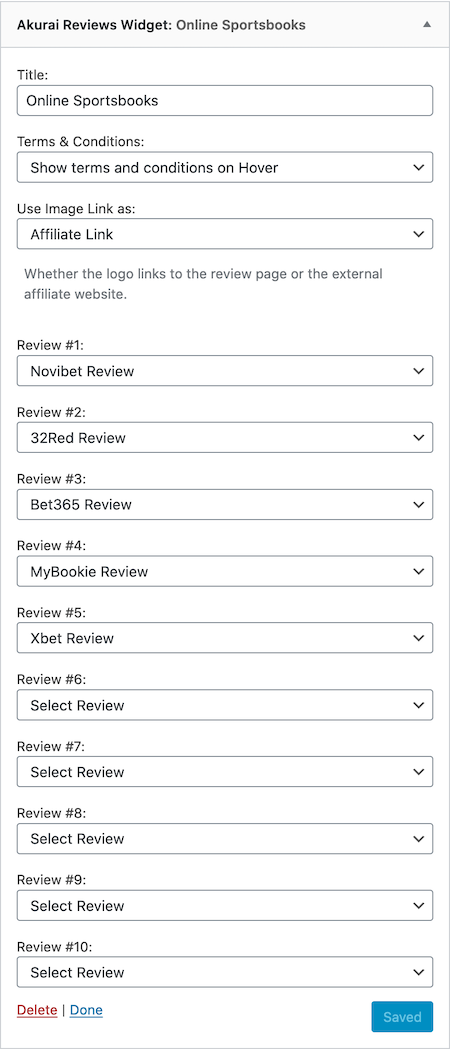 Akurai Reviews Widget: Online Sportsbooks
Title:
Online Sportsbooks
Terms & Conditions:
Show terms and conditions on Hover
Use Image Link as:
Affiliate Link
Whether the logo links to the review page or the external
affiliate website.
Review #1:
Novibet Review
Review #2:
32Red Review
Review #3:
Bet365 Review
Review #4:
MyBookie Review
Review #5:
Xbet Review
Review #6:
Select Review
Review #7:
Select Review
Review #8:
Select Review
Review #9:
Select Review
Review #10:
Select Review
Delete | Done
Saved